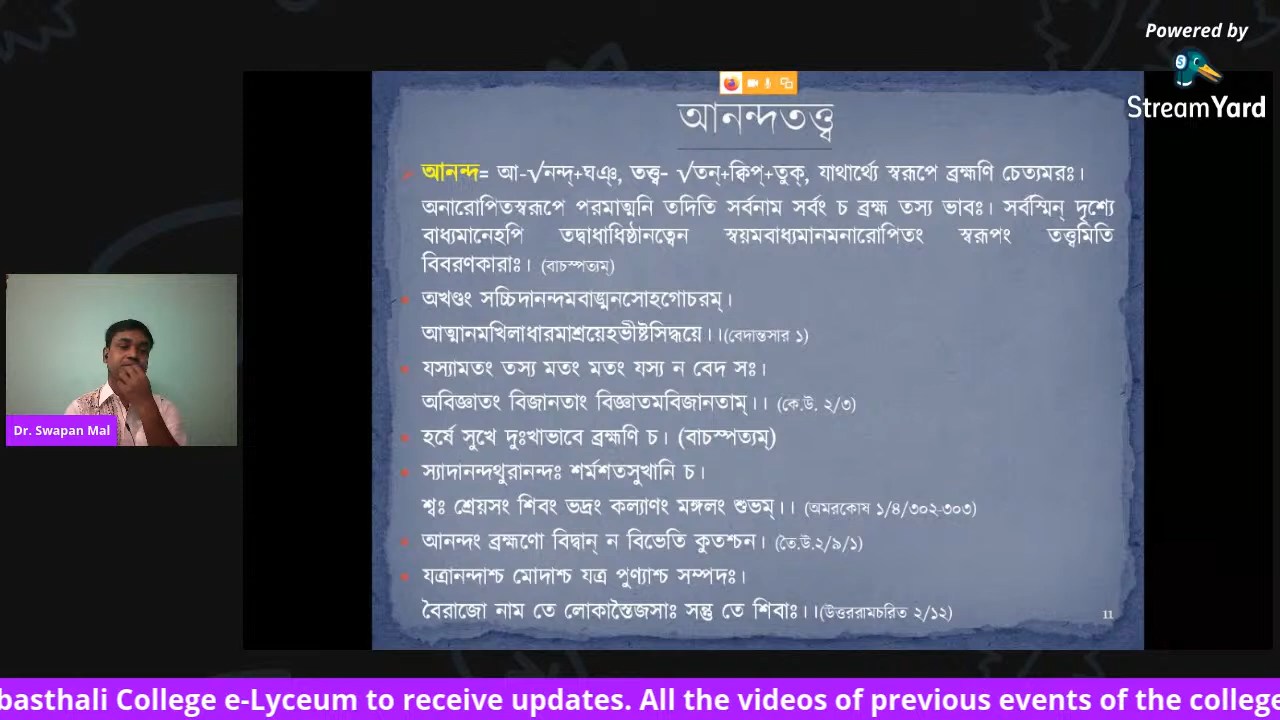 Powered by
StreamYard
আনন্দতত্ত্ব
আনন্দ= আ-√নন্দ্+ঘঞ্, তত্ত্ব- √তন্+ক্বিপ্+তুক্, যাথার্থ্যে স্বরূপে ব্রহ্মণি চেত্যমরঃ।
অনারোপিতস্বরূপে পরমাত্মনি তদিতি সর্বনাম সর্বং চ ব্রহ্ম তস্য ভাবঃ। সর্বস্মিন্ দৃশ্যে
বাধ্যমানেহপি তদ্বাধাধিষ্ঠানত্বেন স্বয়মবাধ্যমানমনারোপিতং স্বরূপং তত্ত্বমিতি
বিবরণকারাঃ। (বাচস্পত্যম্)
অখণ্ডং সচ্চিদানন্দমবাঙ্মনসোহগোচরম্।
আত্মানমখিলাধারমাশ্রয়েহভীষ্টসিদ্ধয়ে।।(বেদান্তসার ১)
যস্যামতং তস্য মতং মতং যস্য ন বেদ সঃ।
অবিজ্ঞাতং বিজানতাং বিজ্ঞাতমবিজানতাম্।। (কে.উ. ২/৩)
হর্ষে সুখে দুঃখাভাবে ব্রহ্মণি চ। (বাচস্পত্যম্)
স্যাদানন্দথুরানন্দঃ শর্মশতসুখানি চ।
শ্বঃ শ্রেয়সং শিবং ভদ্রং কল্যাণং মঙ্গলং শুভম্।। (অমরকোষ ১/৪/৩০২-৩০৩)
আনন্দং ব্রহ্মণো বিদ্বান্ ন বিভেতি কুতশ্চন। (তৈ.উ.২/৯/১)
যত্রানন্দাশ্চ মোদাশ্চ যত্র পুণ্যাশ্চ সম্পদঃ।
বৈরাজো নাম তে লোকাস্তৈজসাঃ সন্তু তে শিবাঃ।।(উত্তররামচরিত ২/১২)
11
Dr. Swapan Mal
basthali College e-Lyceum to receive updates. All the videos of previous events of the college